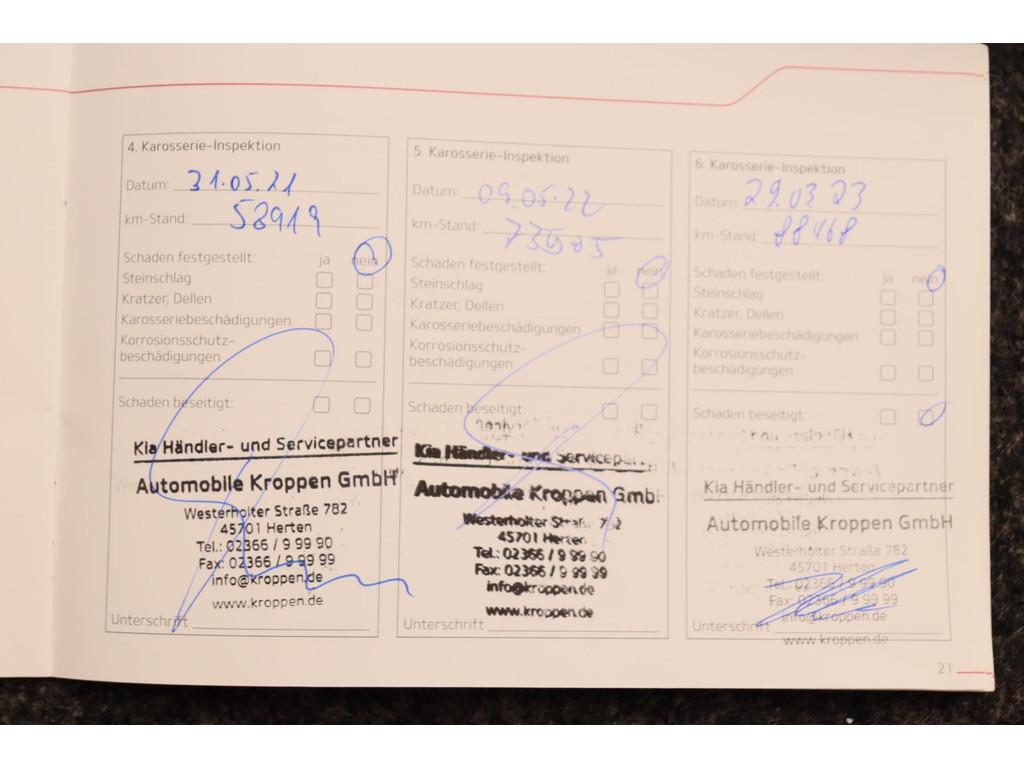 4. Karosserie-Inspektion
Datum: 31.05.21
km-Stand: 58919
Schaden festgestellt: ja nein
Steinschlag
Kratzer, Dellen
Karosseriebeschädigungen
Korrosionsschutz-
beschädigungen
Schaden beseitigt:
Kia Händler- und Servicepartner
Automobile Kroppen GmbH
Westerholter Straße 782
45701 Herten
Tel.: 02366 / 9 99 90
Fax: 02366 / 9 99 99
info@kroppen.de
www.kroppen.de
Unterschrift
5. Karosserie-Inspektion
Datum: 09.05.22
km-Stand:
Schaden festgestellt: ja nein
Steinschlag
Kratzer, Dellen
Karosseriebeschädigungen
Korrosionsschutz-
beschädigungen
Schaden beseitigt:
Kia Händler- und Servicepartner
Automobile Kroppen GmbH
Westerholter Straße 782
45701 Herten
Tel.: 02366 / 9 99 90
Fax: 02366 / 9 99 99
info@kroppen.de
www.kroppen.de
Unterschrift
6. Karosserie-Inspektion
Datum: 29.03.23
km-Stand: 88468
Schaden festgestellt: ja nein
Steinschlag
Kratzer, Dellen
Karosseriebeschädigungen
Korrosionsschutz-
beschädigungen
Schaden beseitigt:
Kia Händler- und Servicepartner
Automobile Kroppen GmbH
Westerholter Straße 782
45701 Herten
Tel.: 02366 / 9 99 90
Fax: 02366 / 9 99 99
info@kroppen.de
Unterschrift
www.kroppen.de
21